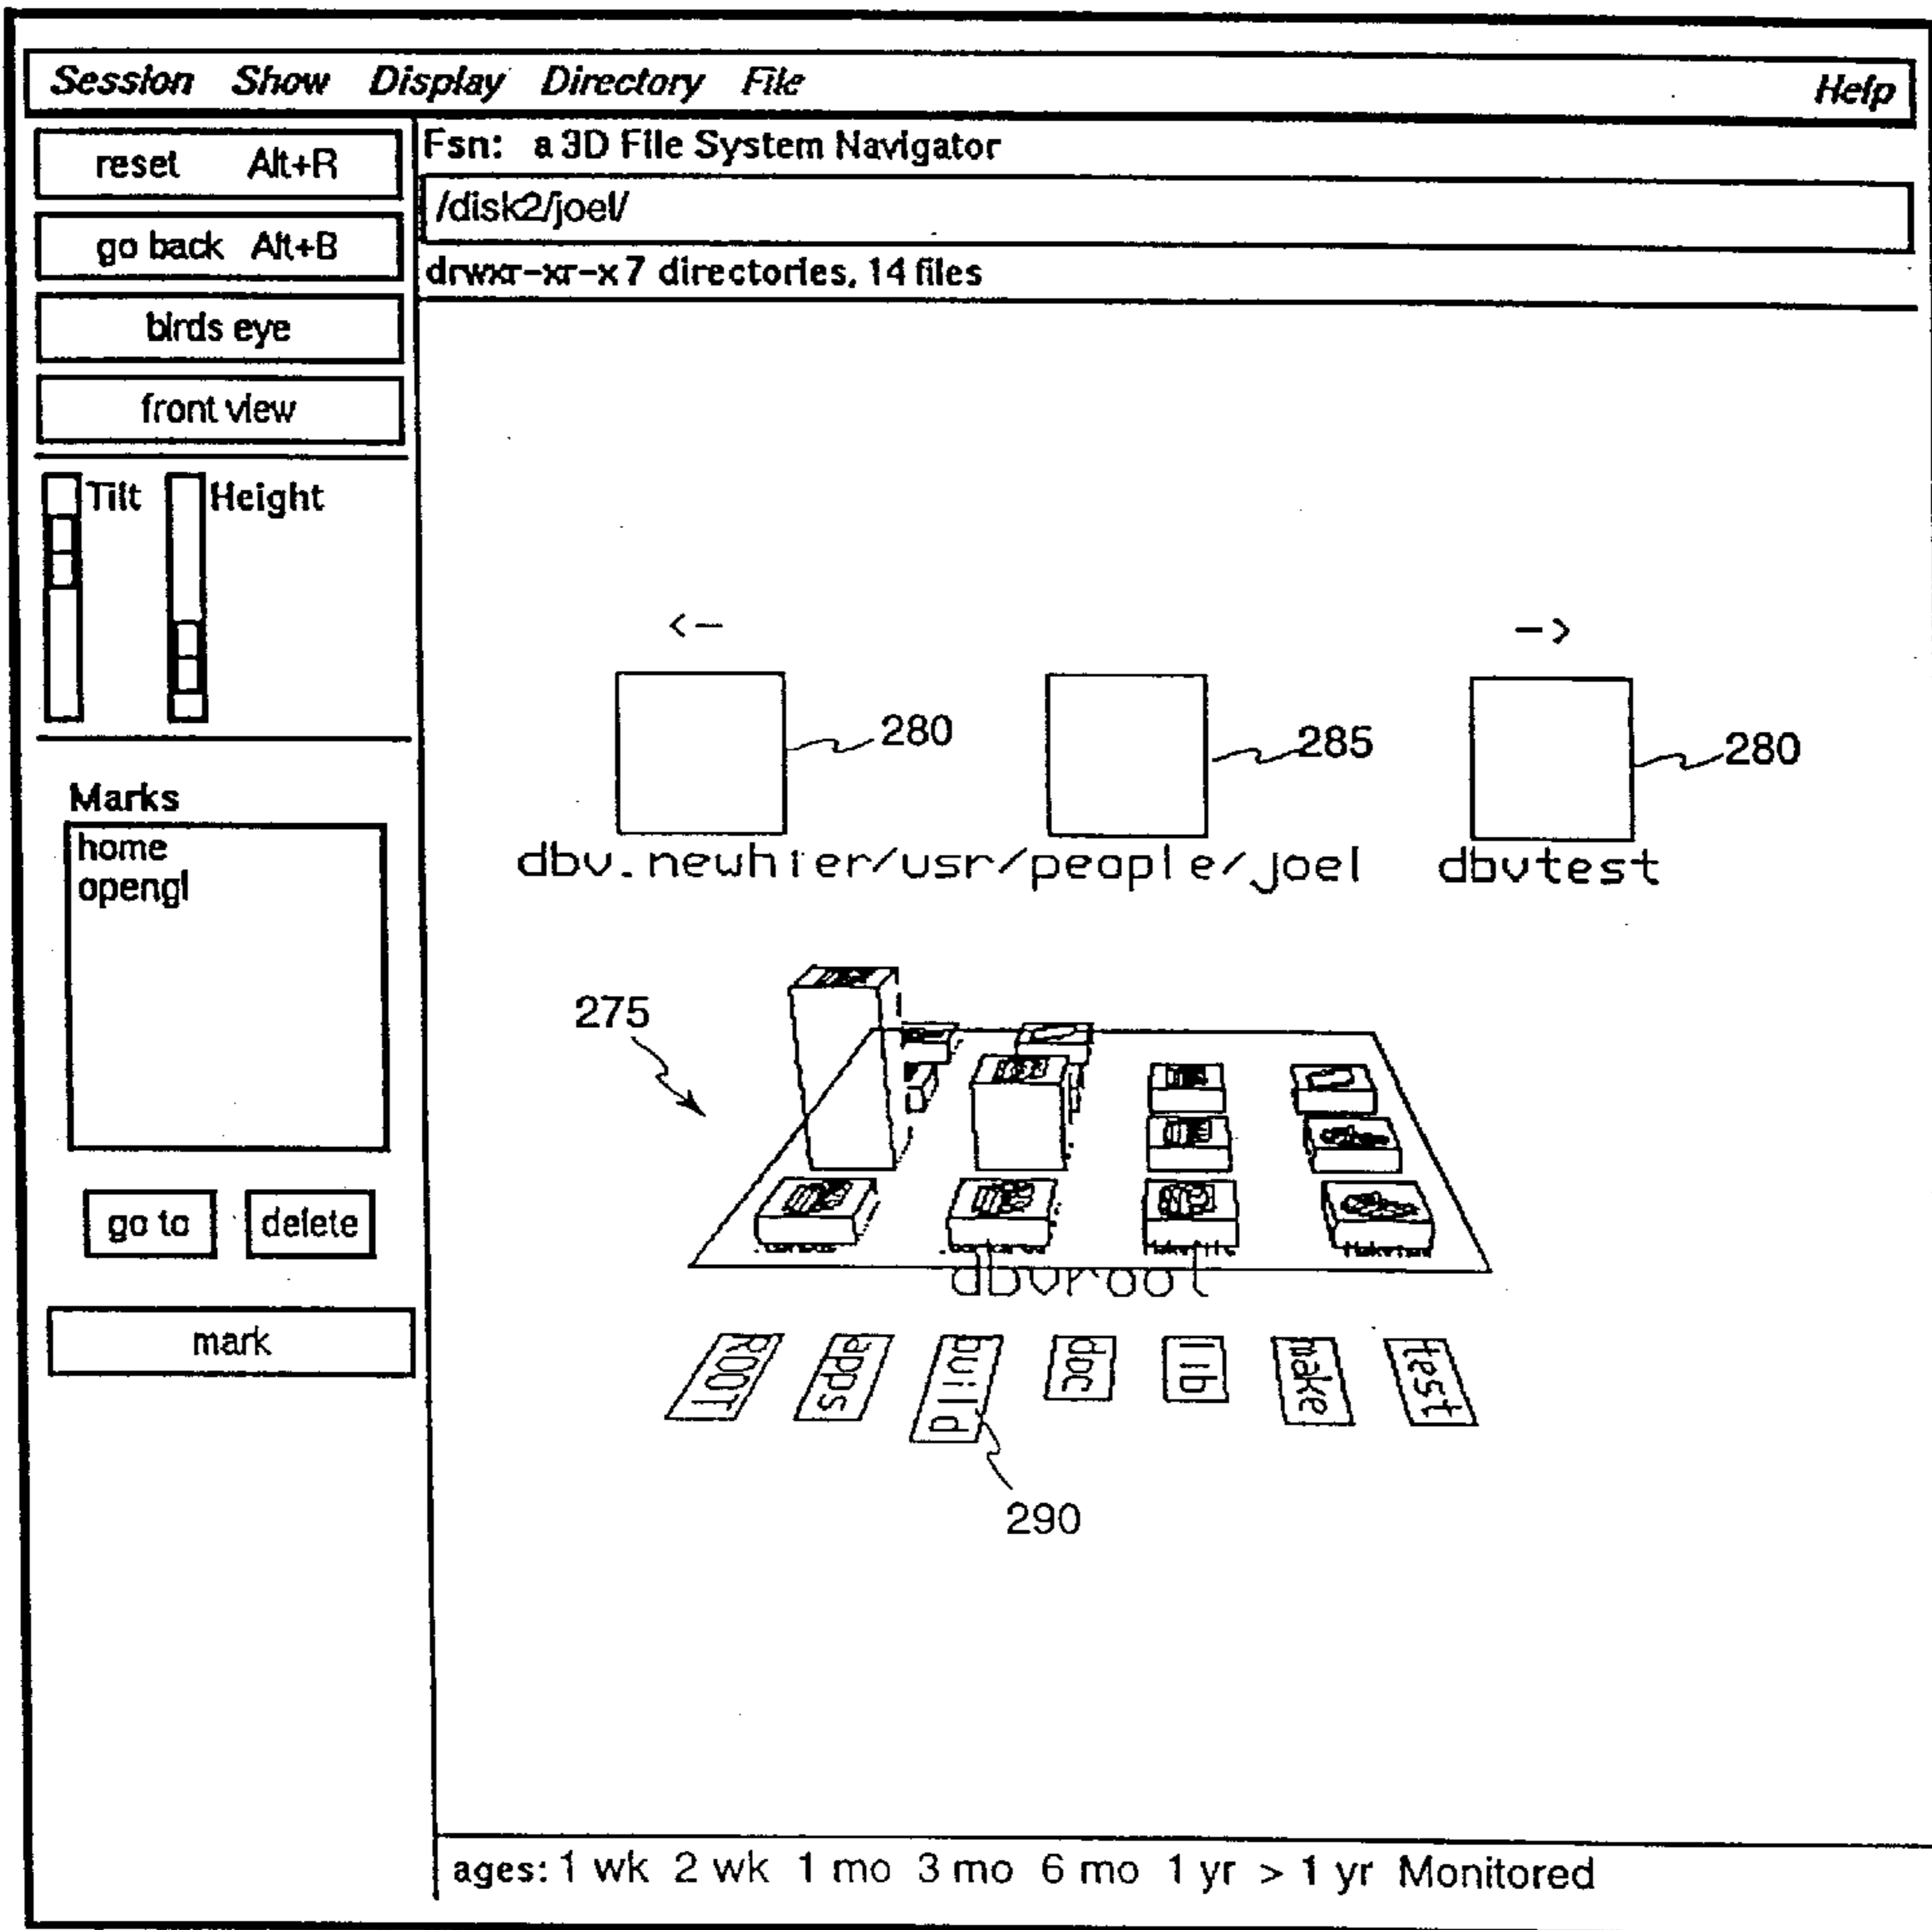 Session Show Display Directory File Help
reset Alt+R
go back Alt+B
birds eye
front view
Fsn: a 3D File System Navigator
/disk2/joel/
drwxr-xr-x 7 directories, 14 files
Tilt Height
Marks
home
opengl
go to delete
mark
<- ->
280 285 280
dbv.newhier/usr/people/joel dbvtest
275
dbvroot
ROOT apps build doc lib make test
290
ages: 1 wk 2 wk 1 mo 3 mo 6 mo 1 yr > 1 yr Monitored